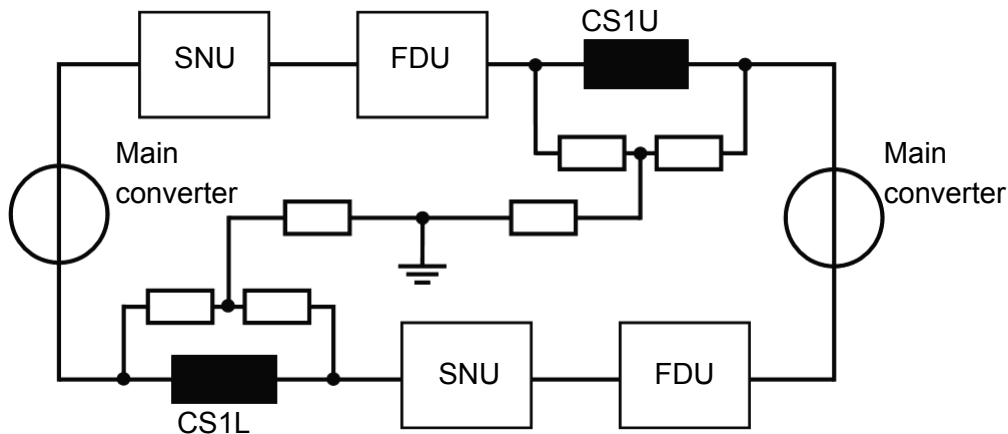 CS1U
SNU
FDU
Main
converter
Main
converter
SNU
FDU
CS1L